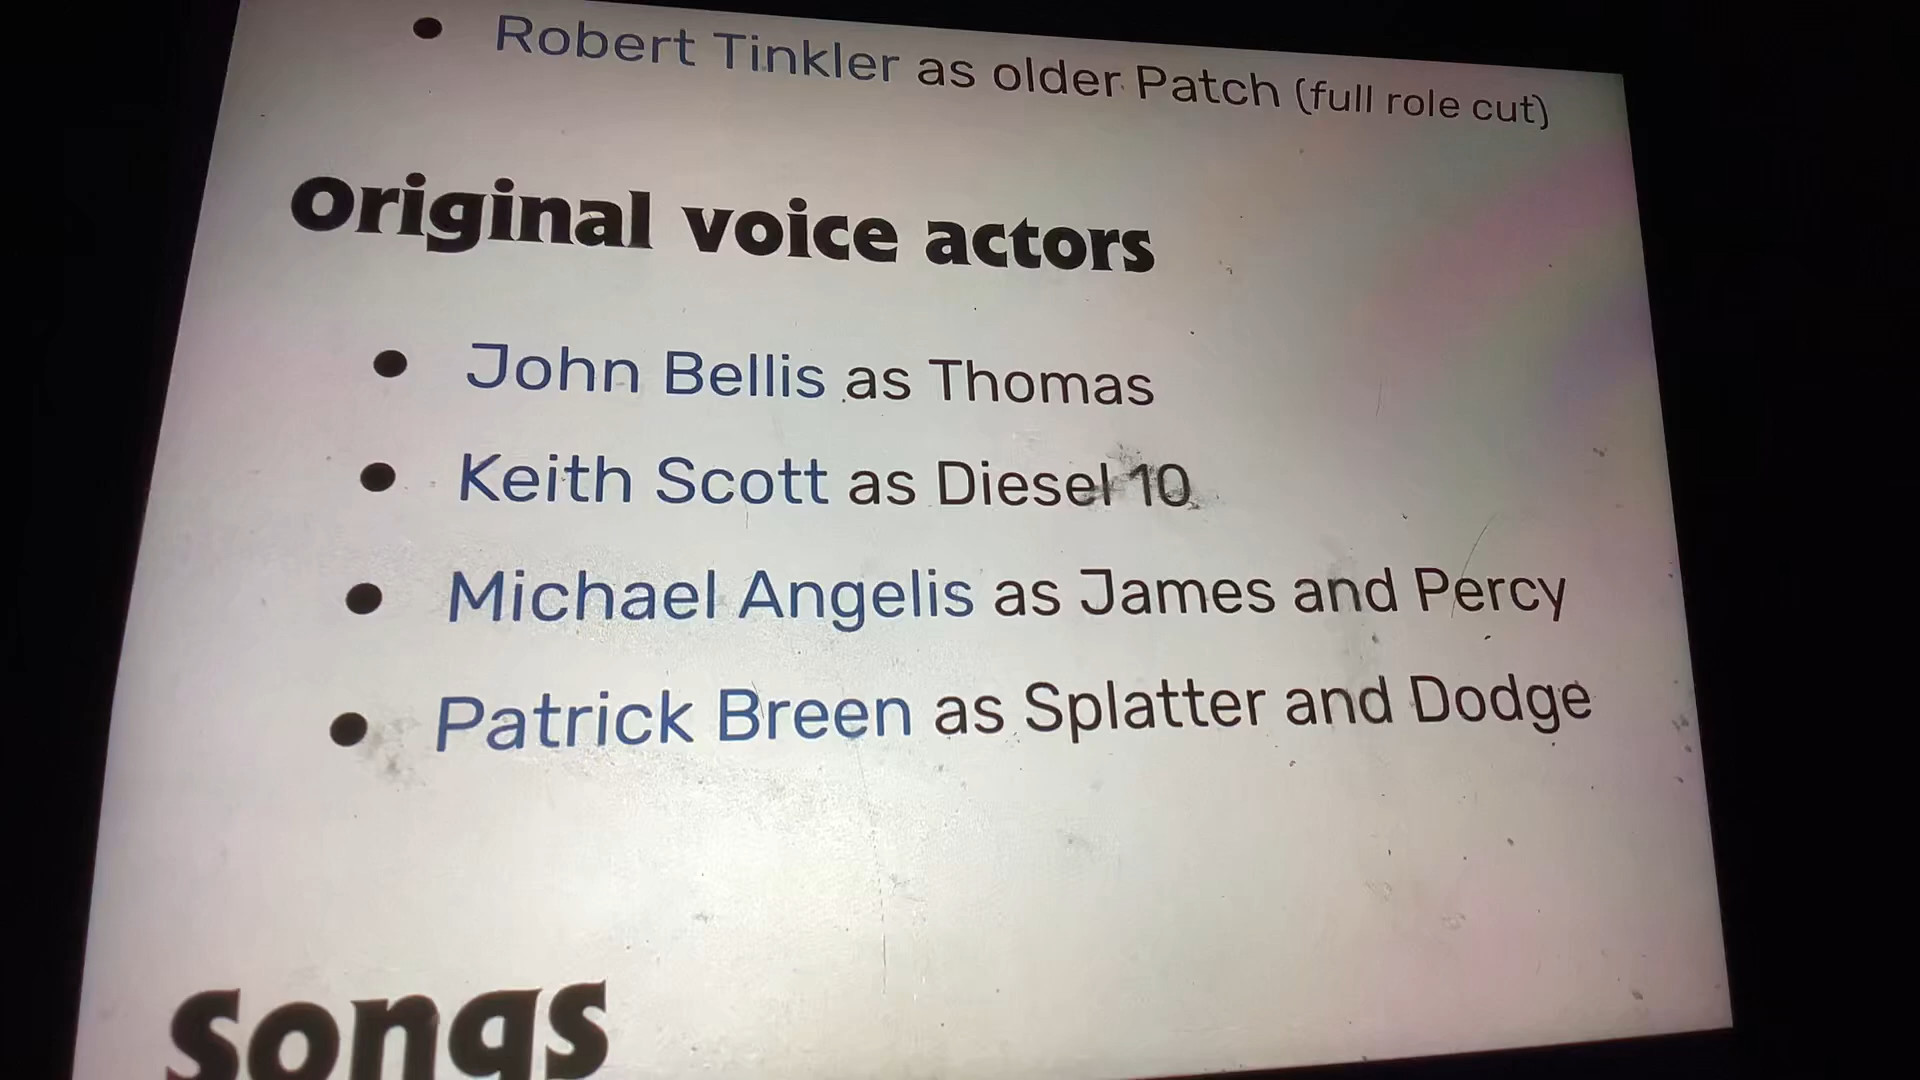 Robert Tinkler as older Patch (full role cut)
Original voice actors
John Bellis as Thomas
Keith Scott as Diesel 10
Michael Angelis as James and Percy
Patrick Breen as Splatter and Dodge
Songs